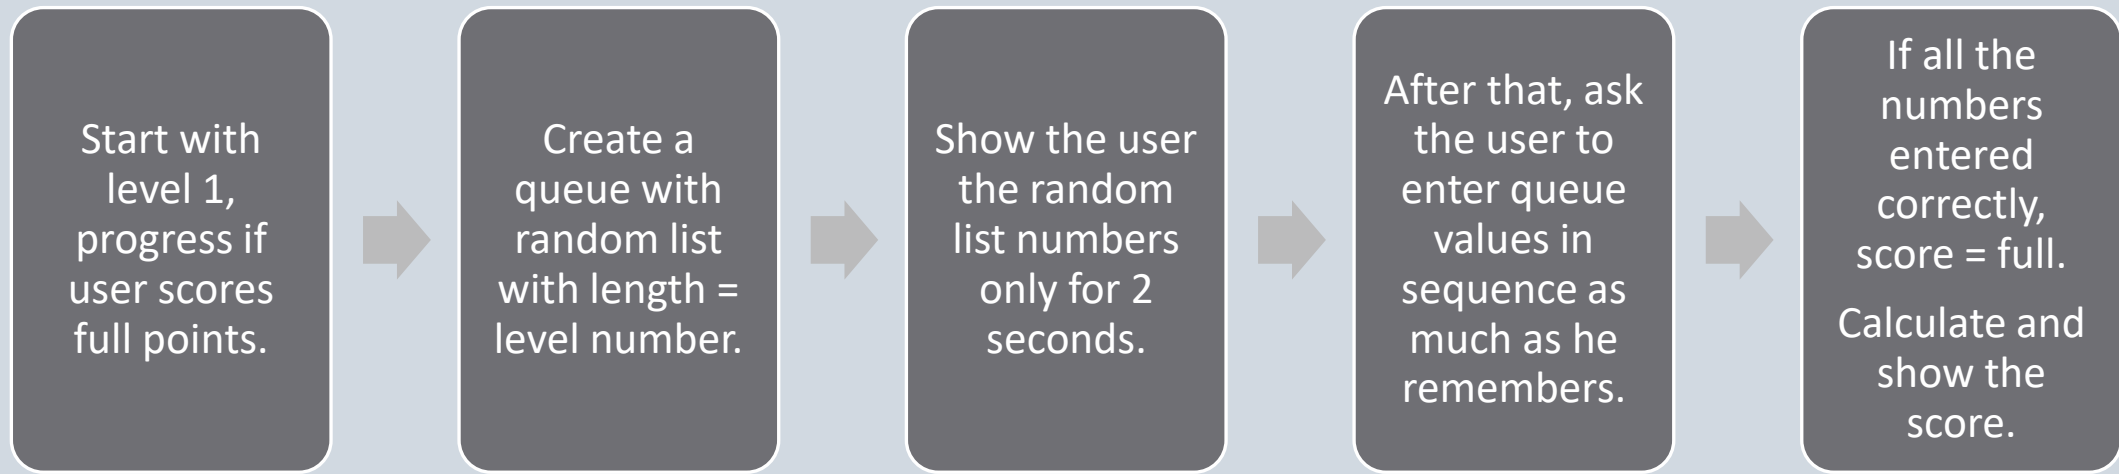 Start with
level 1,
progress if
user scores
full points.
Create a
queue with
random list
with length =
level number.
Show the user
the random
list numbers
only for 2
seconds.
After that, ask
the user to
enter queue
values in
sequence as
much as he
remembers.
If all the
numbers
entered
correctly,
score = full.
Calculate and
show the
score.